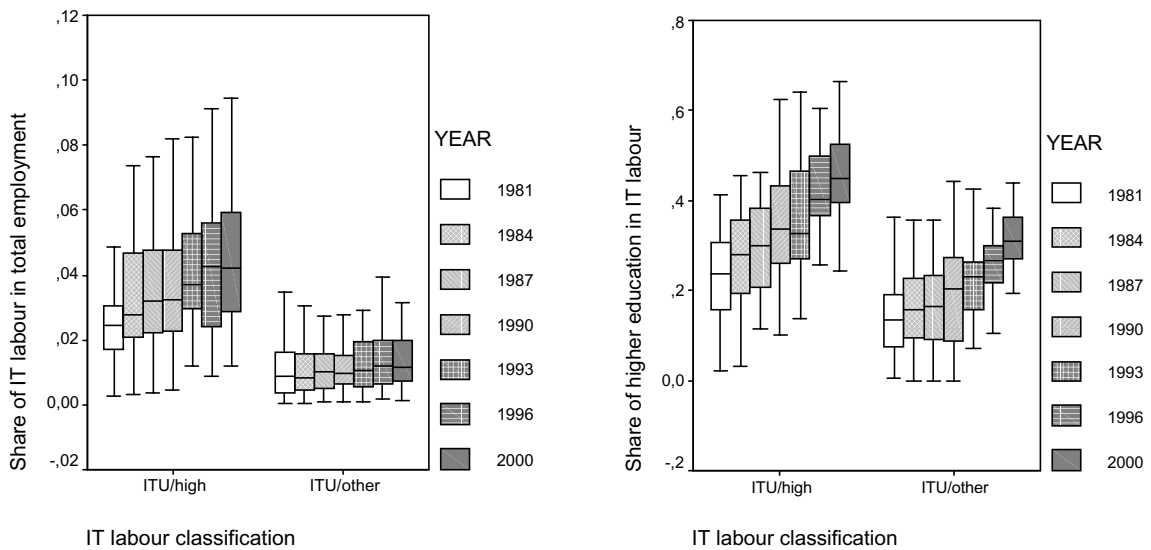 Share of IT labour in total employment
,12
,10
,08
,06
,04
,02
0,00
-,02
ITU/high
ITU/other
IT labour classification
YEAR
1981
1984
1987
1990
1993
1996
2000
Share of higher education in IT labour
,8
,6
,4
,2
0,0
-,2
ITU/high
ITU/other
IT labour classification
YEAR
1981
1984
1987
1990
1993
1996
2000